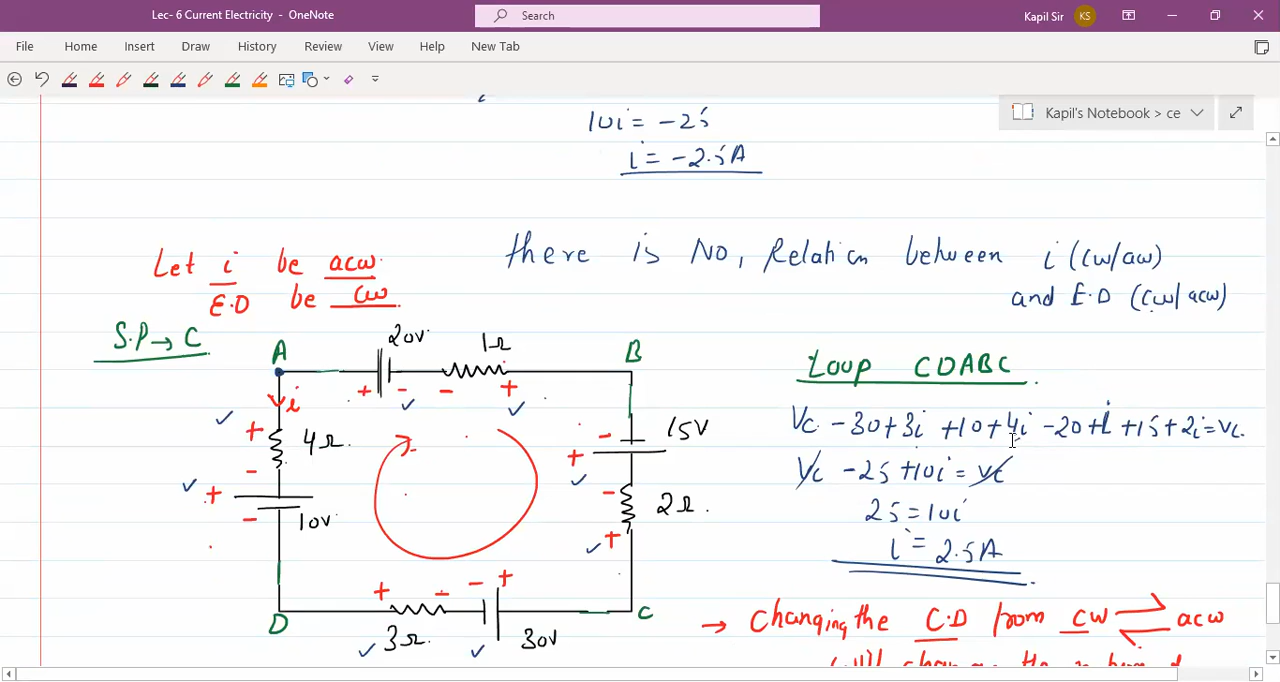 Lec- 6 Current Electricity - OneNote
Search
Kapil Sir KS
File Home Insert Draw History Review View Help New Tab
Kapil's Notebook > ce
10i = -25
i = -2.5A
Let i be acw
E.D be cw
there is No, Relation between i (cw/aw)
and E.D (cw/acw)
S.P → C
A
20v
1Ω
B
+ - - +
i
+
4Ω
-
+
10v
-
-
15V
+
-
2Ω
+
+ - - +
D
3Ω
30v
C
Loop CDABC
Vc -30+3i +10+4i -20+i +15+2i=Vc
Vc -25 +10i = Vc
25=10i
i = 2.5A
→ Changing the C.D from cw ⇌ acw